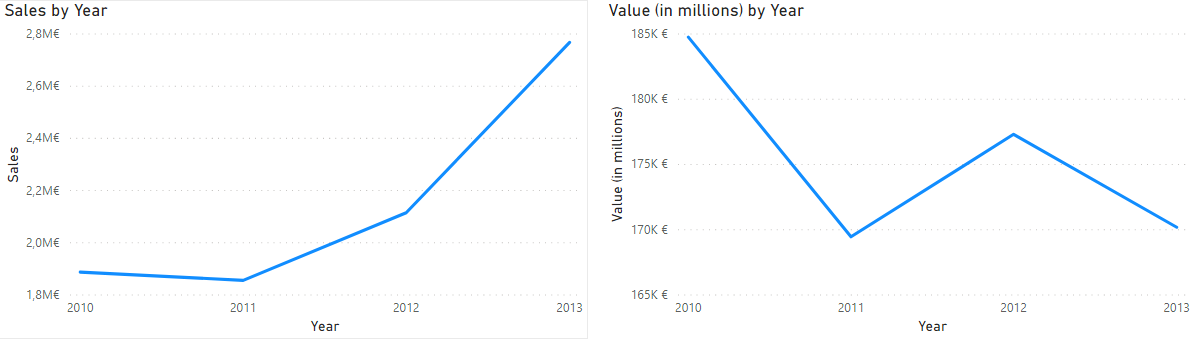 Sales by Year
2,8M€
2,6M€
2,4M€
2,2M€
2,0M€
1,8M€
Sales
2010 2011 2012 2013
Year
Value (in millions) by Year
185K €
180K €
175K €
170K €
165K €
Value (in millions)
2010 2011 2012 2013
Year